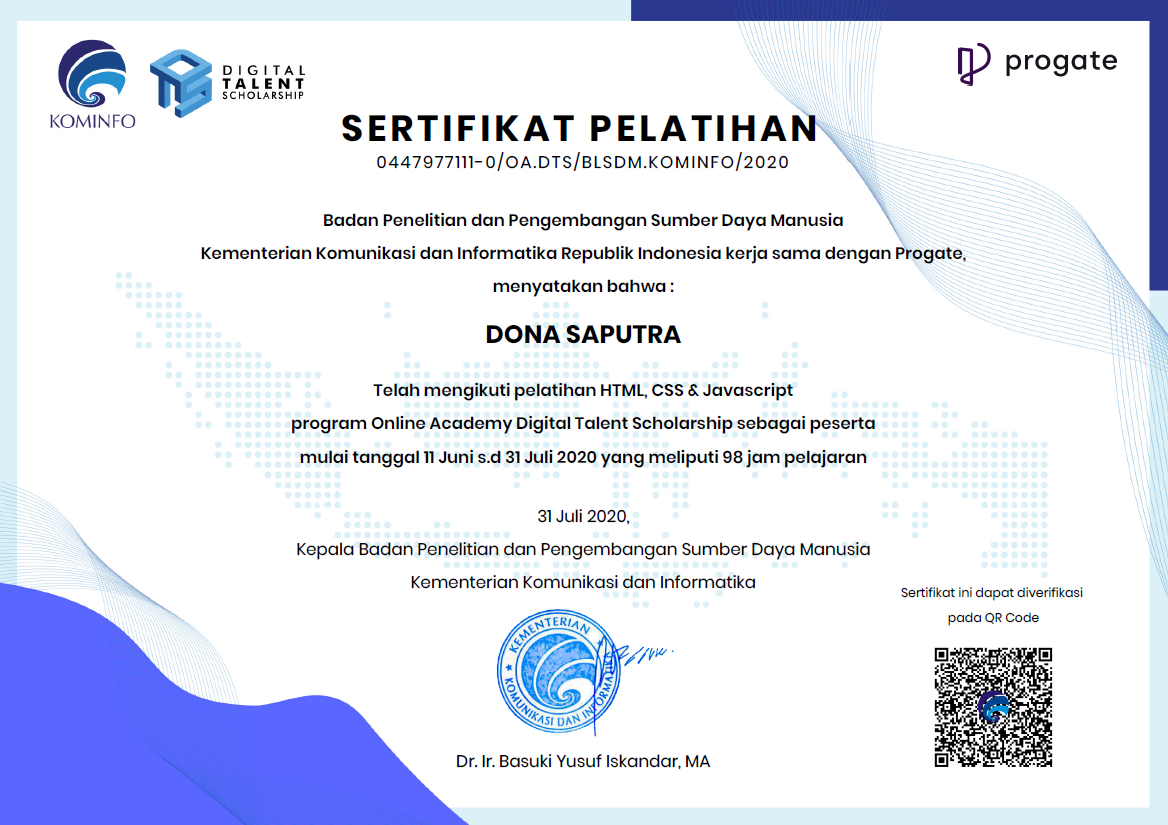 KOMINFO
DIGITAL
TALENT
SCHOLARSHIP
progate
SERTIFIKAT PELATIHAN
0447977111-0/OA.DTS/BLSDM.KOMINFO/2020
Badan Penelitian dan Pengembangan Sumber Daya Manusia
Kementerian Komunikasi dan Informatika Republik Indonesia kerja sama dengan Progate,
menyatakan bahwa :
DONA SAPUTRA
Telah mengikuti pelatihan HTML, CSS & Javascript
program Online Academy Digital Talent Scholarship sebagai peserta
mulai tanggal 11 Juni s.d 31 Juli 2020 yang meliputi 98 jam pelajaran
31 Juli 2020,
Kepala Badan Penelitian dan Pengembangan Sumber Daya Manusia
Kementerian Komunikasi dan Informatika
KEMENTERIAN
KOMUNIKASI DAN INFORMATIKA
Dr. Ir. Basuki Yusuf Iskandar, MA
Sertifikat ini dapat diverifikasi
pada QR Code